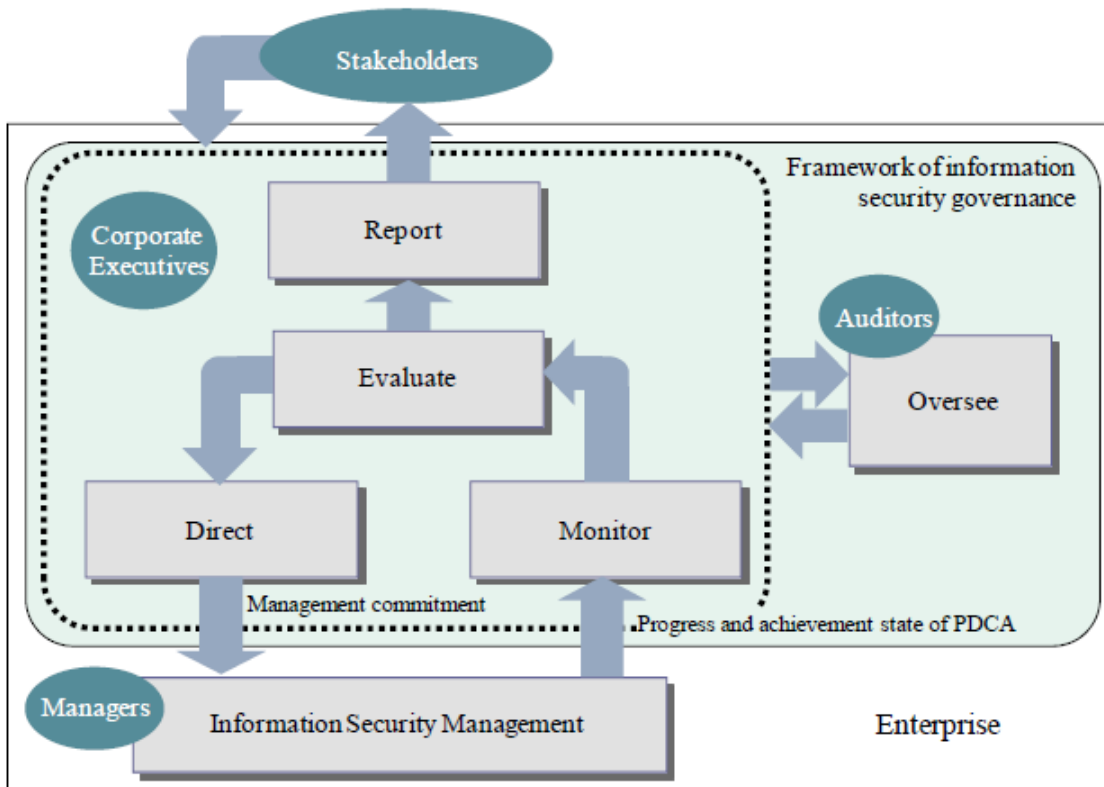 Stakeholders
Framework of information
security governance
Corporate
Executives
Report
Auditors
Evaluate
Oversee
Direct
Monitor
Management commitment
Progress and achievement state of PDCA
Managers
Information Security Management
Enterprise